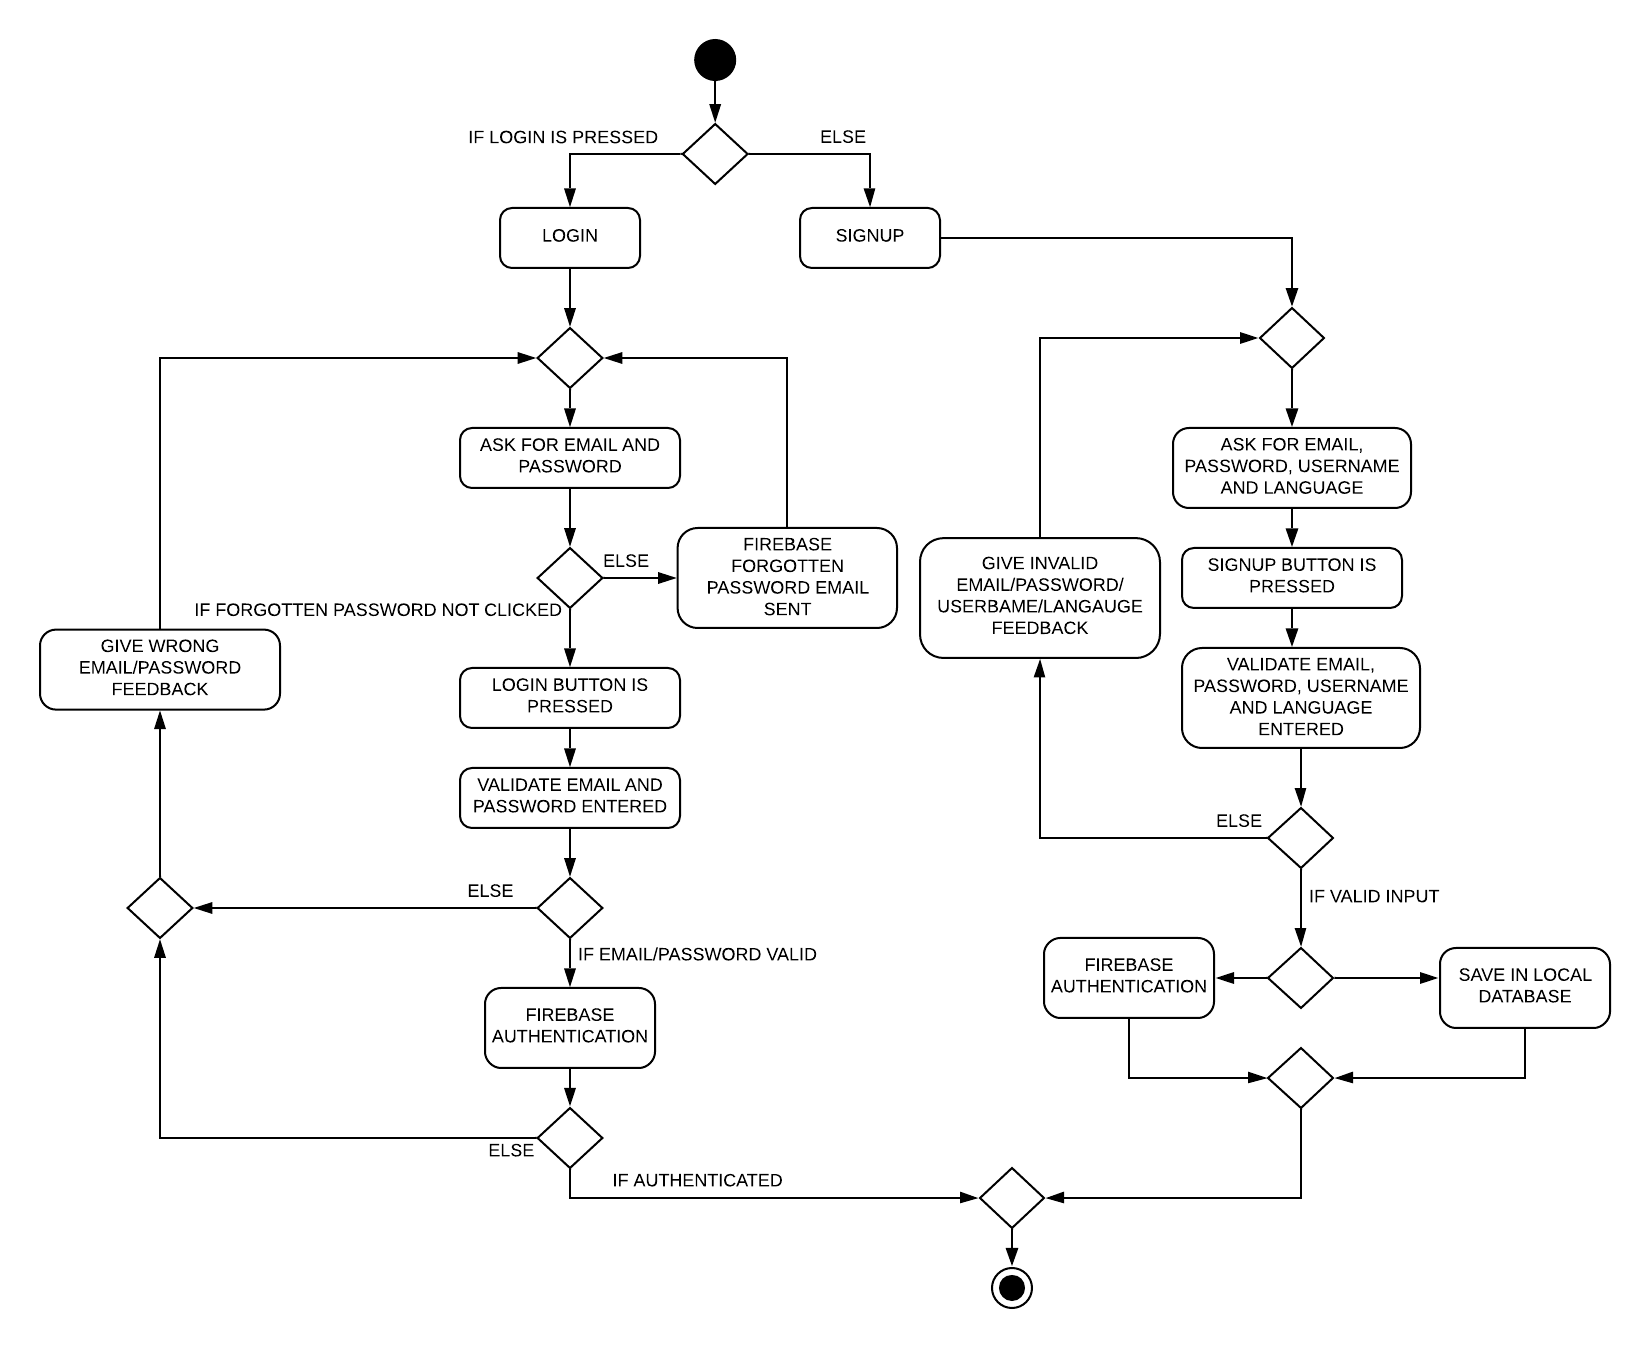 IF LOGIN IS PRESSED
ELSE
LOGIN
SIGNUP
ASK FOR EMAIL AND
PASSWORD
ELSE
IF FORGOTTEN PASSWORD NOT CLICKED
FIREBASE
FORGOTTEN
PASSWORD EMAIL
SENT
GIVE WRONG
EMAIL/PASSWORD
FEEDBACK
LOGIN BUTTON IS
PRESSED
VALIDATE EMAIL AND
PASSWORD ENTERED
ELSE
IF EMAIL/PASSWORD VALID
FIREBASE
AUTHENTICATION
ELSE
IF AUTHENTICATED
ASK FOR EMAIL,
PASSWORD, USERNAME
AND LANGUAGE
SIGNUP BUTTON IS
PRESSED
GIVE INVALID
EMAIL/PASSWORD/
USERBAME/LANGAUGE
FEEDBACK
VALIDATE EMAIL,
PASSWORD, USERNAME
AND LANGUAGE
ENTERED
ELSE
IF VALID INPUT
FIREBASE
AUTHENTICATION
SAVE IN LOCAL
DATABASE